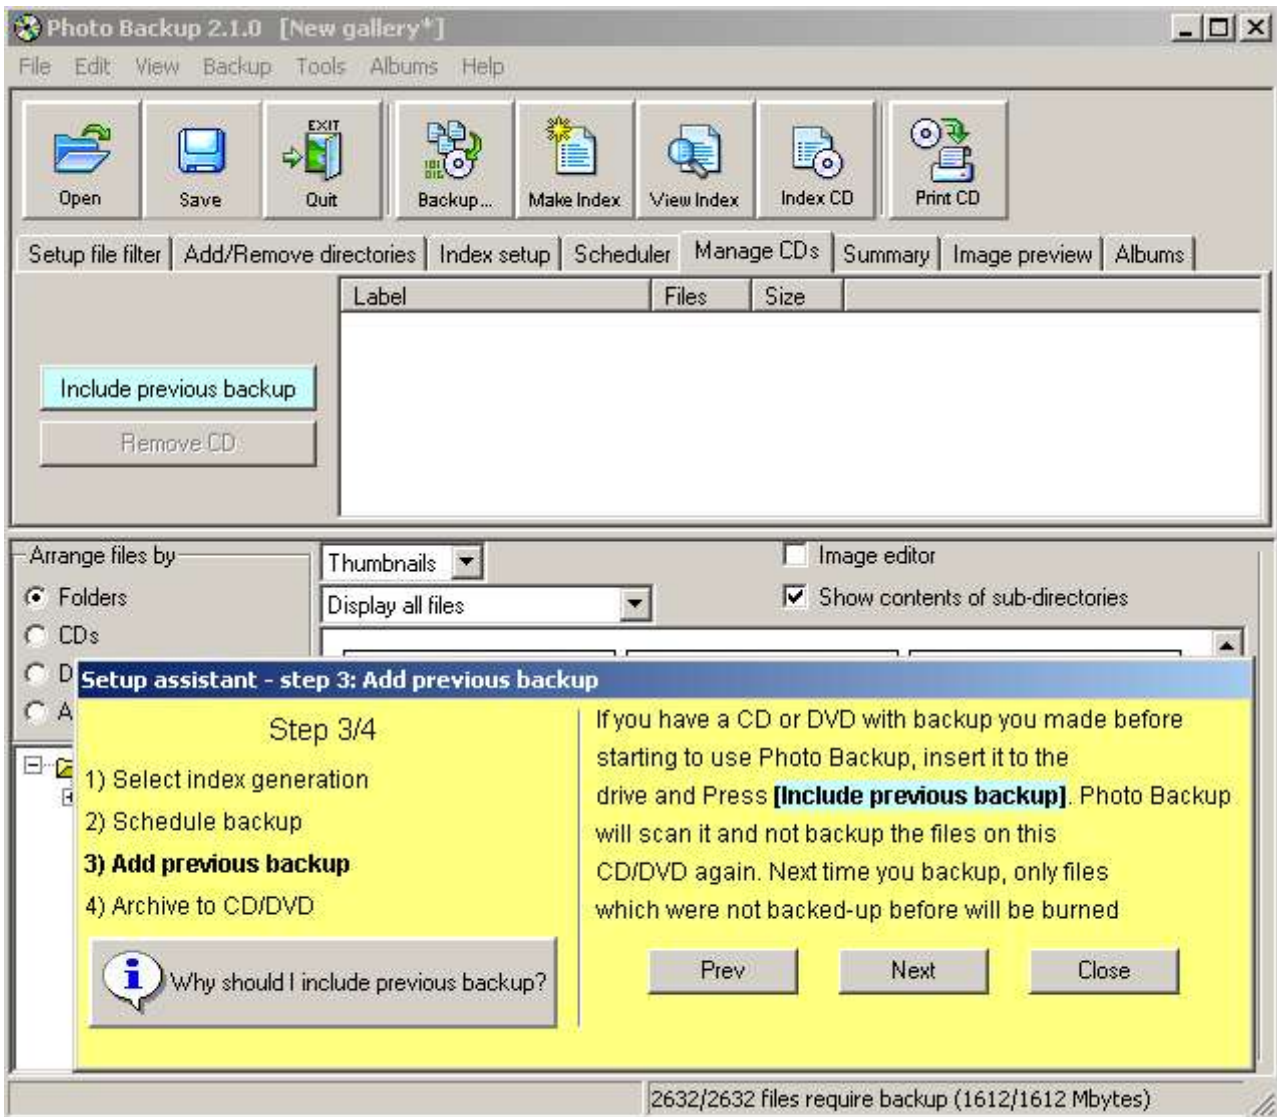 Photo Backup 2.1.0 [New gallery*]
File Edit View Backup Tools Albums Help
EXIT
Open Save Quit Backup... Make Index View Index Index CD Print CD
Setup file filter Add/Remove directories Index setup Scheduler Manage CDs Summary Image preview Albums
Label Files Size
Include previous backup
Remove CD
Arrange files by
Thumbnails
Image editor
Folders
Display all files
Show contents of sub-directories
CDs
D
A
Setup assistant - step 3: Add previous backup
Step 3/4
1) Select index generation
2) Schedule backup
3) Add previous backup
4) Archive to CD/DVD
Why should I include previous backup?
If you have a CD or DVD with backup you made before
starting to use Photo Backup, insert it to the
drive and Press [Include previous backup]. Photo Backup
will scan it and not backup the files on this
CD/DVD again. Next time you backup, only files
which were not backed-up before will be burned
Prev Next Close
2632/2632 files require backup (1612/1612 Mbytes)